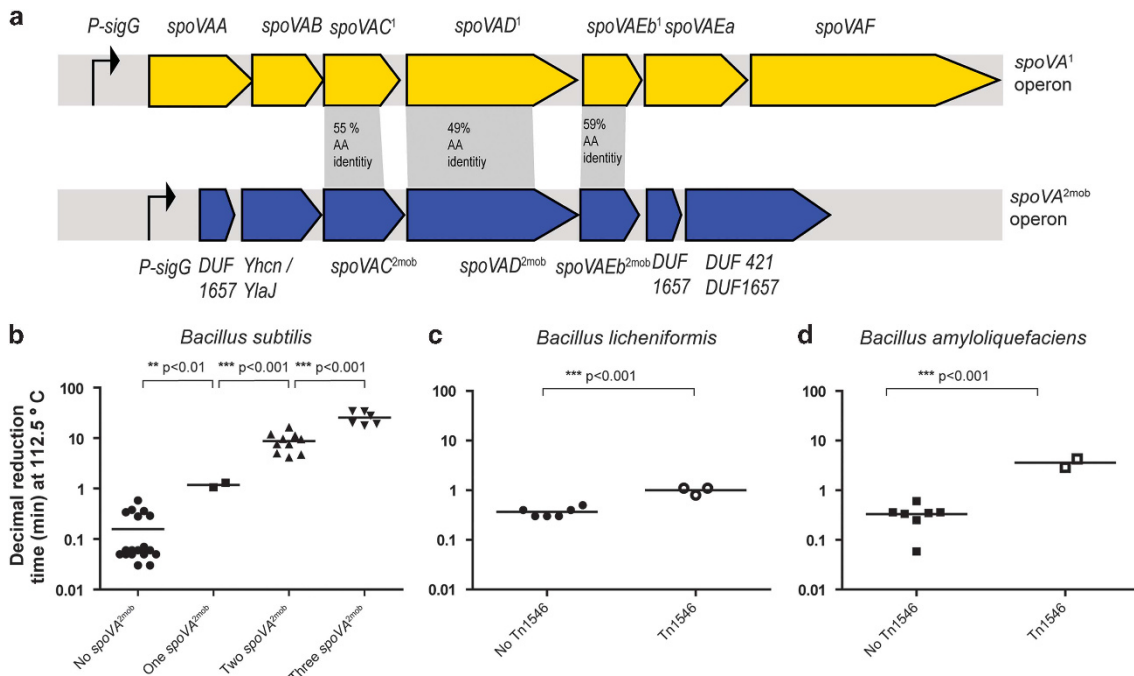 a
P-sigG spoVAA spoVAB spoVAC¹ spoVAD¹ spoVAEb¹ spoVAEa spoVAF
spoVA¹
operon
55 %
AA
identitiy
49%
AA
identitiy
59%
AA
identitiy
spoVA²ᵐᵒᵇ
operon
P-sigG DUF 1657 Yhcn / YlaJ spoVAC²ᵐᵒᵇ spoVAD²ᵐᵒᵇ spoVAEb²ᵐᵒᵇ DUF 1657 DUF 421 DUF1657
b Bacillus subtilis
** p<0.01 *** p<0.001 *** p<0.001
Decimal reduction
time (min) at 112.5 ° C
100
10
1
0.1
0.01
No spoVA²ᵐᵒᵇ
One spoVA²ᵐᵒᵇ
Two spoVA²ᵐᵒᵇ
Three spoVA²ᵐᵒᵇ
c Bacillus licheniformis
*** p<0.001
100
10
1
0.1
0.01
No Tn1546
Tn1546
d Bacillus amyloliquefaciens
*** p<0.001
100
10
1
0.1
0.01
No Tn1546
Tn1546